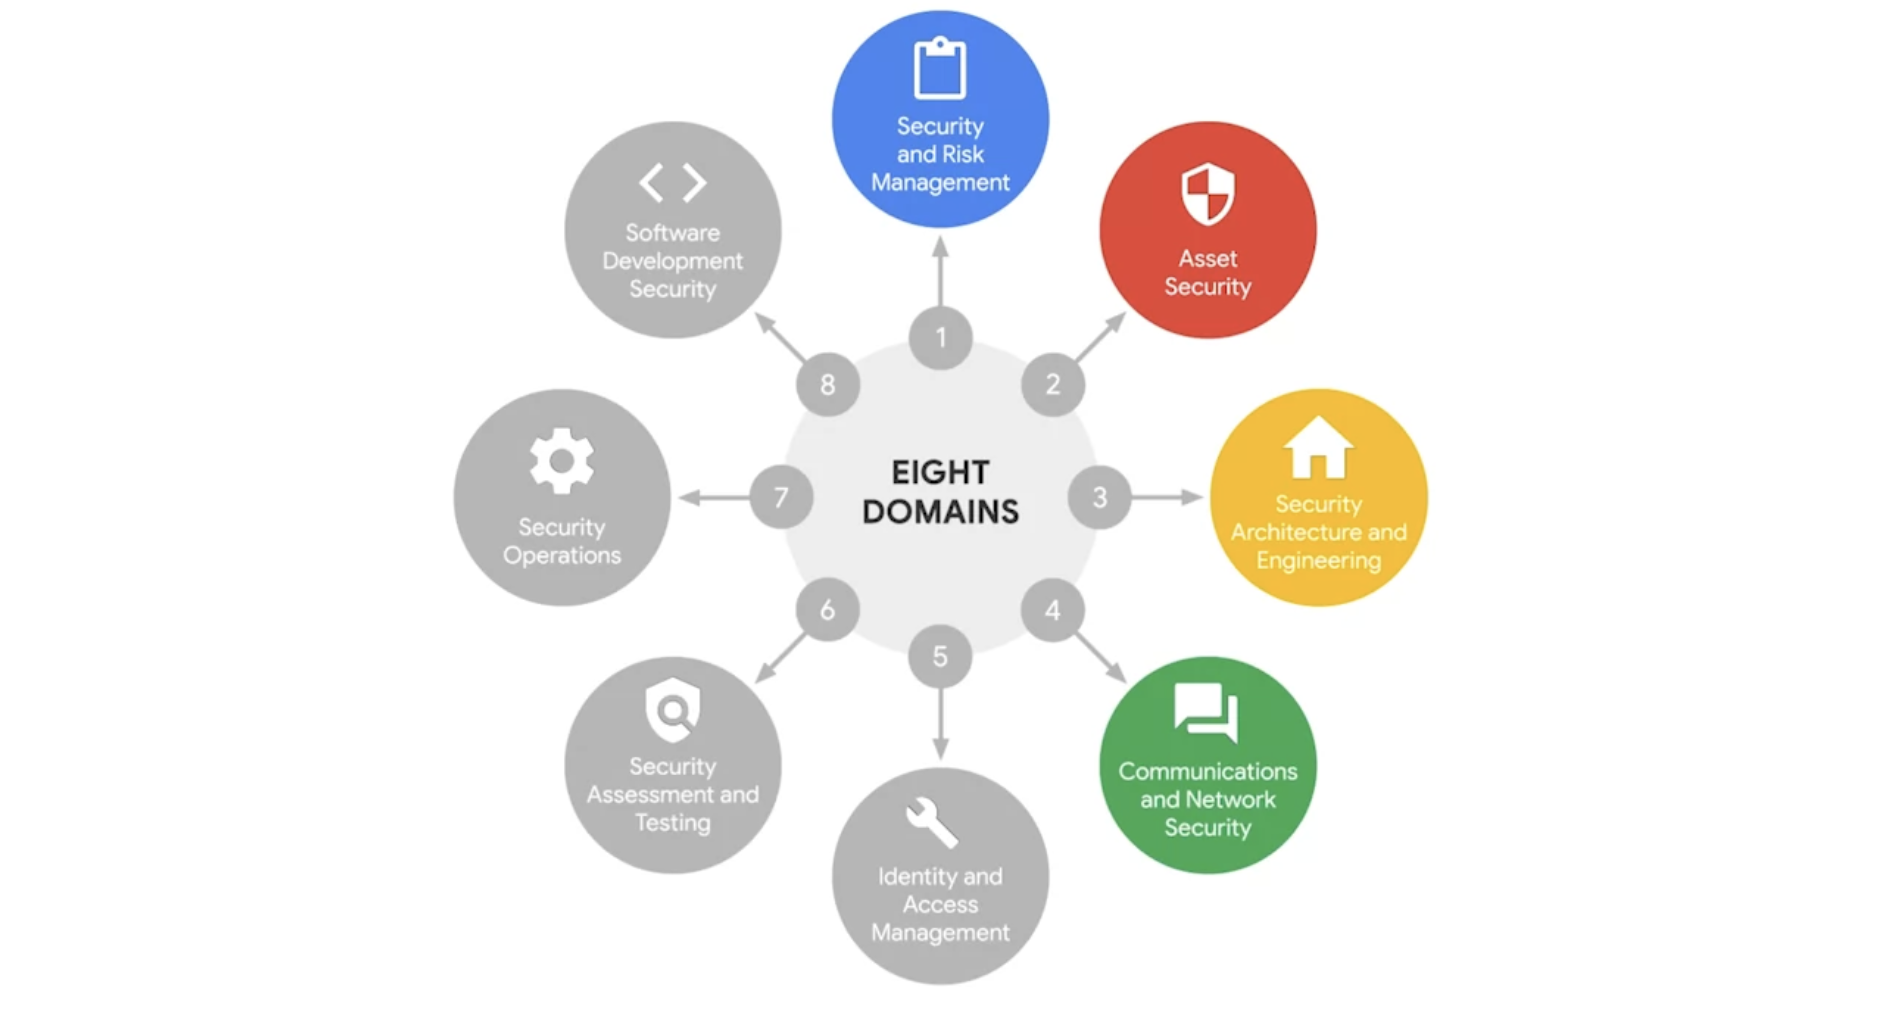 EIGHT
DOMAINS
1
Security
and Risk
Management
2
Asset
Security
3
Security
Architecture and
Engineering
4
Communications
and Network
Security
5
Identity and
Access
Management
6
Security
Assessment and
Testing
7
Security
Operations
8
Software
Development
Security